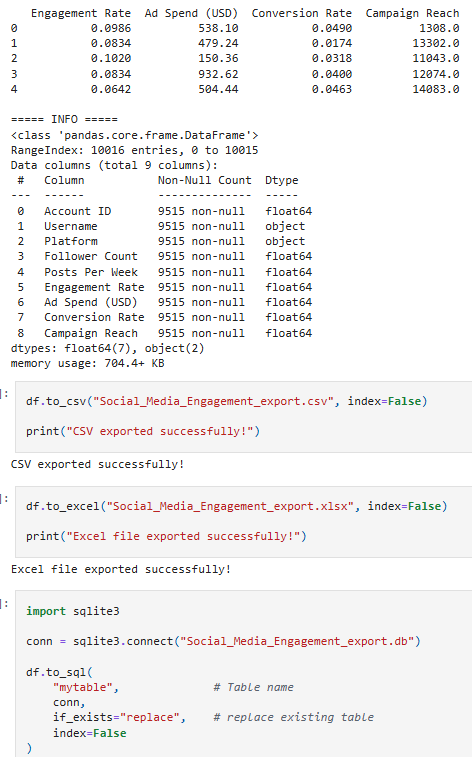 Engagement Rate  Ad Spend (USD)  Conversion Rate  Campaign Reach
0           0.0986          538.10           0.0490          1308.0
1           0.0834          479.24           0.0174         13302.0
2           0.1020          150.36           0.0318         11043.0
3           0.0834          932.62           0.0400         12074.0
4           0.0642          504.44           0.0463         14083.0
===== INFO =====
<class 'pandas.core.frame.DataFrame'>
RangeIndex: 10016 entries, 0 to 10015
Data columns (total 9 columns):
 #   Column           Non-Null Count  Dtype
---  ------           --------------  -----
 0   Account ID       9515 non-null   float64
 1   Username         9515 non-null   object
 2   Platform         9515 non-null   object
 3   Follower Count   9515 non-null   float64
 4   Posts Per Week   9515 non-null   float64
 5   Engagement Rate  9515 non-null   float64
 6   Ad Spend (USD)   9515 non-null   float64
 7   Conversion Rate  9515 non-null   float64
 8   Campaign Reach   9515 non-null   float64
dtypes: float64(7), object(2)
memory usage: 704.4+ KB
]:
df.to_csv("Social_Media_Engagement_export.csv", index=False)
print("CSV exported successfully!")
CSV exported successfully!
]:
df.to_excel("Social_Media_Engagement_export.xlsx", index=False)
print("Excel file exported successfully!")
Excel file exported successfully!
]:
import sqlite3
conn = sqlite3.connect("Social_Media_Engagement_export.db")
df.to_sql(
    "mytable",              # Table name
    conn,
    if_exists="replace",    # replace existing table
    index=False
)